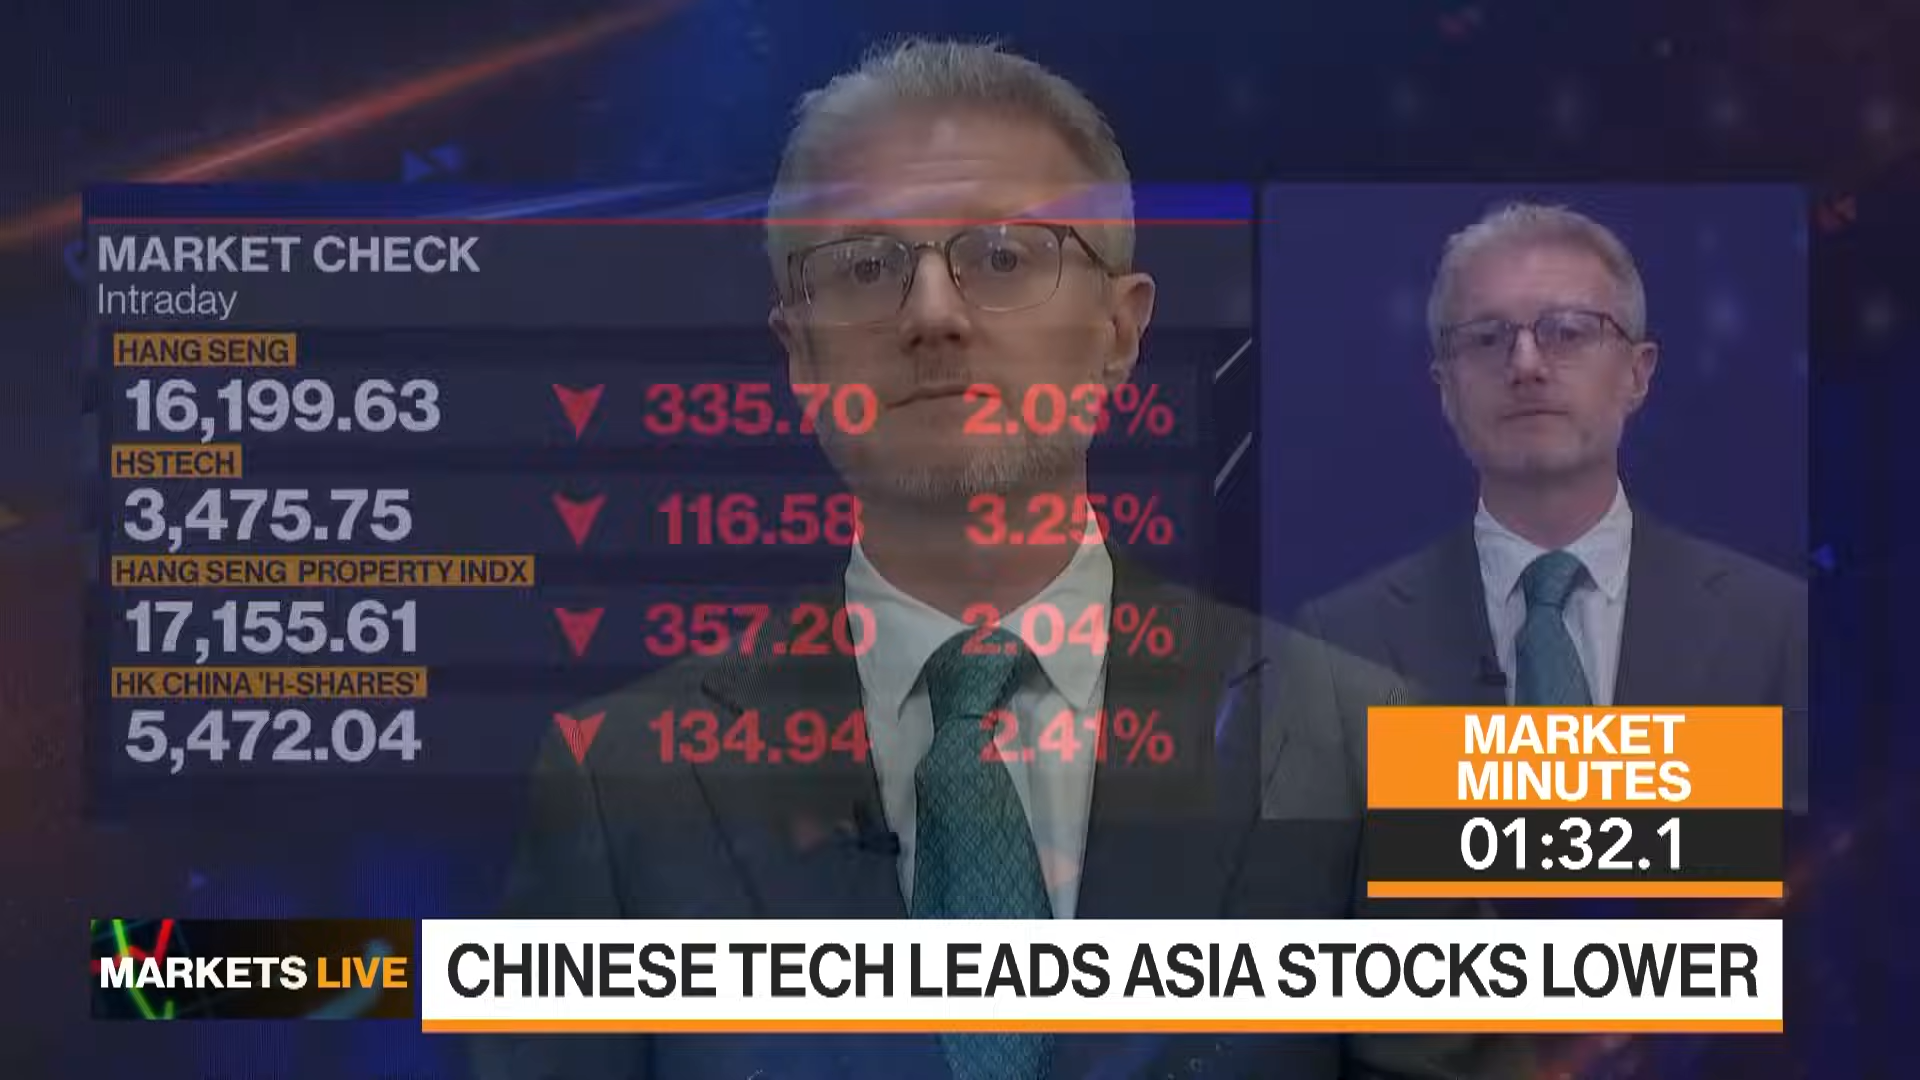 MARKET CHECK
Intraday
HANG SENG
16,199.63 ▼ 335.70 2.03%
HSTECH
3,475.75 ▼ 116.58 3.25%
HANG SENG PROPERTY INDX
17,155.61 ▼ 357.20 2.04%
HK CHINA 'H-SHARES'
5,472.04 ▼ 134.94 2.41%
MARKET
MINUTES
01:32.1
MARKETS LIVE
CHINESE TECH LEADS ASIA STOCKS LOWER